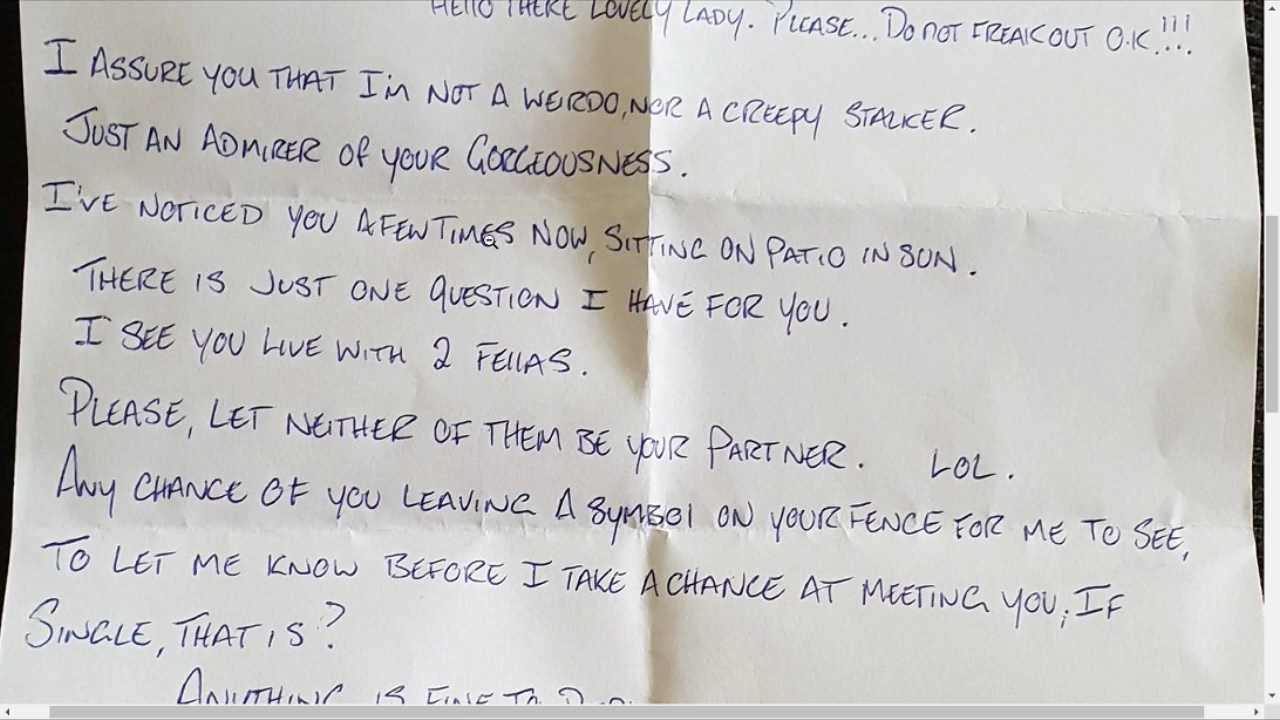 HELLO THERE LOVELY LADY. PLEASE... DO NOT FREAK OUT O.K.!!!
I ASSURE YOU THAT I'M NOT A WERDO, NOR A CREEPY STALKER.
JUST AN ADMIRER OF YOUR GORGEOUSNESS.
I'VE NOTICED YOU A FEW TIMES NOW, SITTING ON PATIO IN SUN.
THERE IS JUST ONE QUESTION I HAVE FOR YOU.
I SEE YOU LIVE WITH 2 FELLAS.
PLEASE, LET NEITHER OF THEM BE YOUR PARTNER. LOL.
ANY CHANCE OF YOU LEAVING A SYMBOL ON YOUR FENCE FOR ME TO SEE,
TO LET ME KNOW BEFORE I TAKE A CHANCE AT MEETING YOU; IF
SINGLE, THAT IS?
ANYTHING IS FINE TO